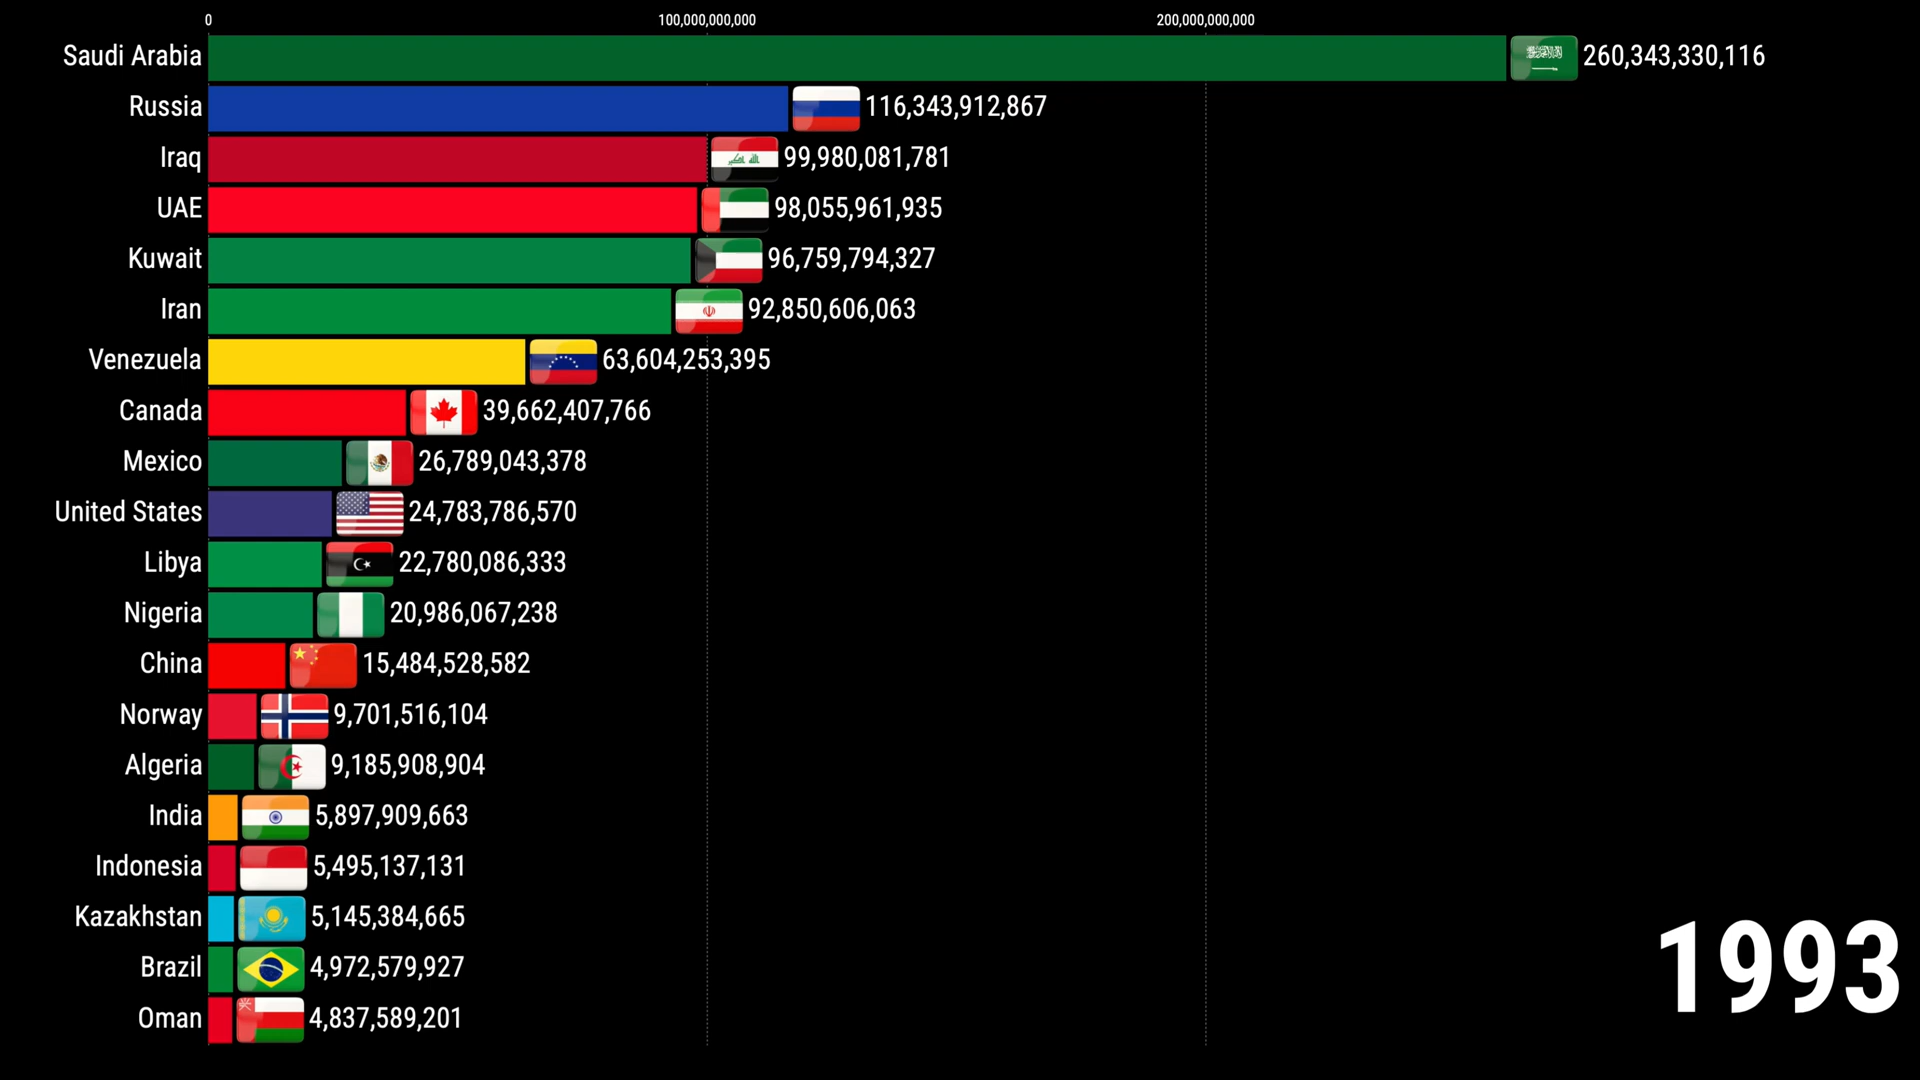 0 100,000,000,000 200,000,000,000
Saudi Arabia 260,343,330,116
Russia 116,343,912,867
Iraq 99,980,081,781
UAE 98,055,961,935
Kuwait 96,759,794,327
Iran 92,850,606,063
Venezuela 63,604,253,395
Canada 39,662,407,766
Mexico 26,789,043,378
United States 24,783,786,570
Libya 22,780,086,333
Nigeria 20,986,067,238
China 15,484,528,582
Norway 9,701,516,104
Algeria 9,185,908,904
India 5,897,909,663
Indonesia 5,495,137,131
Kazakhstan 5,145,384,665
Brazil 4,972,579,927
Oman 4,837,589,201
1993